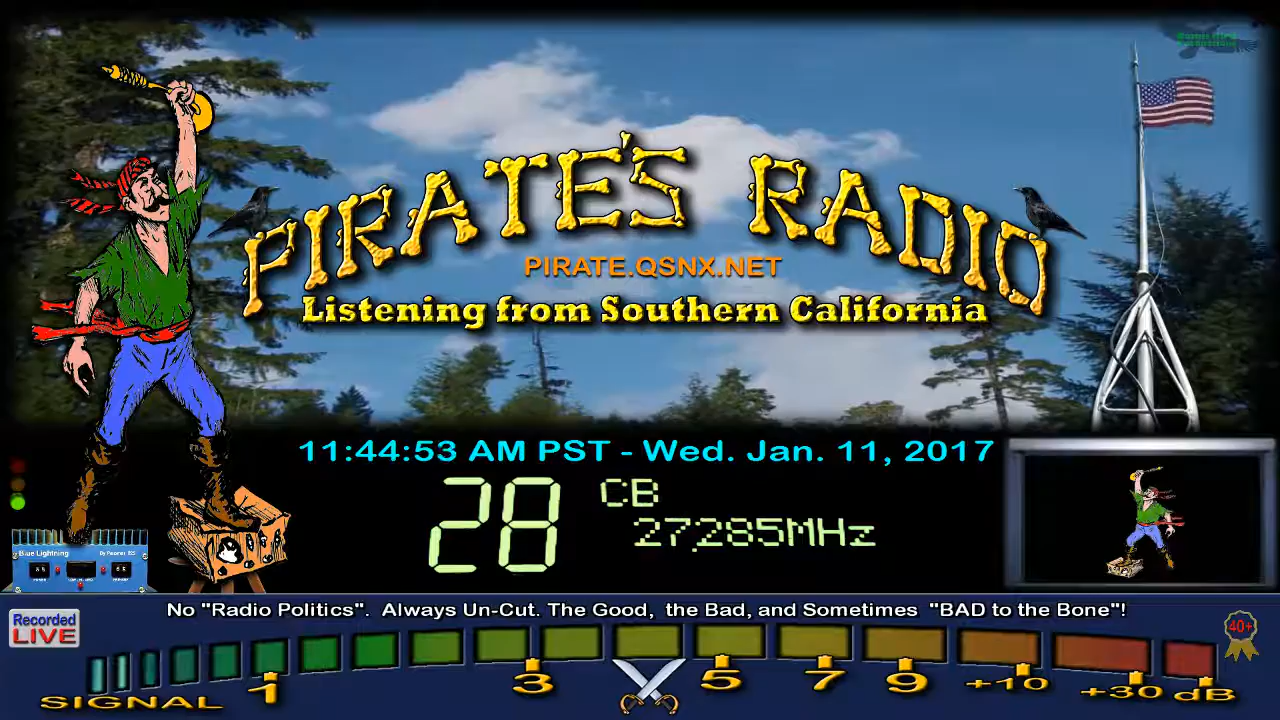 PIRATE'S RADIO
PIRATE.QSNX.NET
Listening from Southern California
11:44:53 AM PST - Wed. Jan. 11, 2017
28 CB
27.285MHz
Blue Lightning
No "Radio Politics". Always Un-Cut. The Good, the Bad, and Sometimes "BAD to the Bone"!
Recorded
LIVE
40+
SIGNAL 1 3 5 7 9 +10 +30 dB